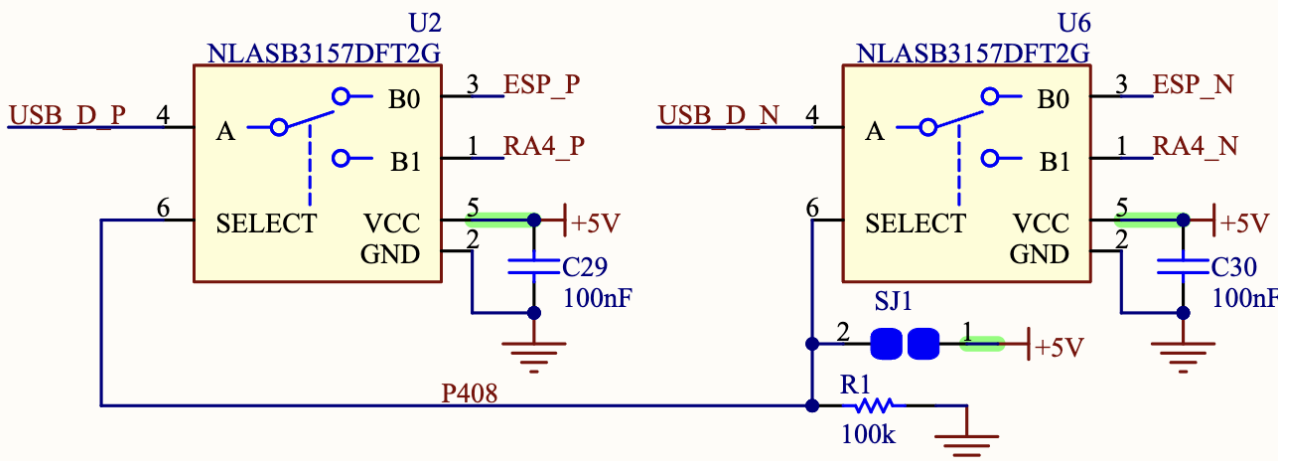 U2
NLASB3157DFT2G
USB_D_P 4 A B0 3 ESP_P
B1 1 RA4_P
6 SELECT VCC 5 +5V
GND 2
C29
100nF
U6
NLASB3157DFT2G
USB_D_N 4 A B0 3 ESP_N
B1 1 RA4_N
6 SELECT VCC 5 +5V
GND 2
C30
100nF
SJ1
2 1 +5V
P408
R1
100k